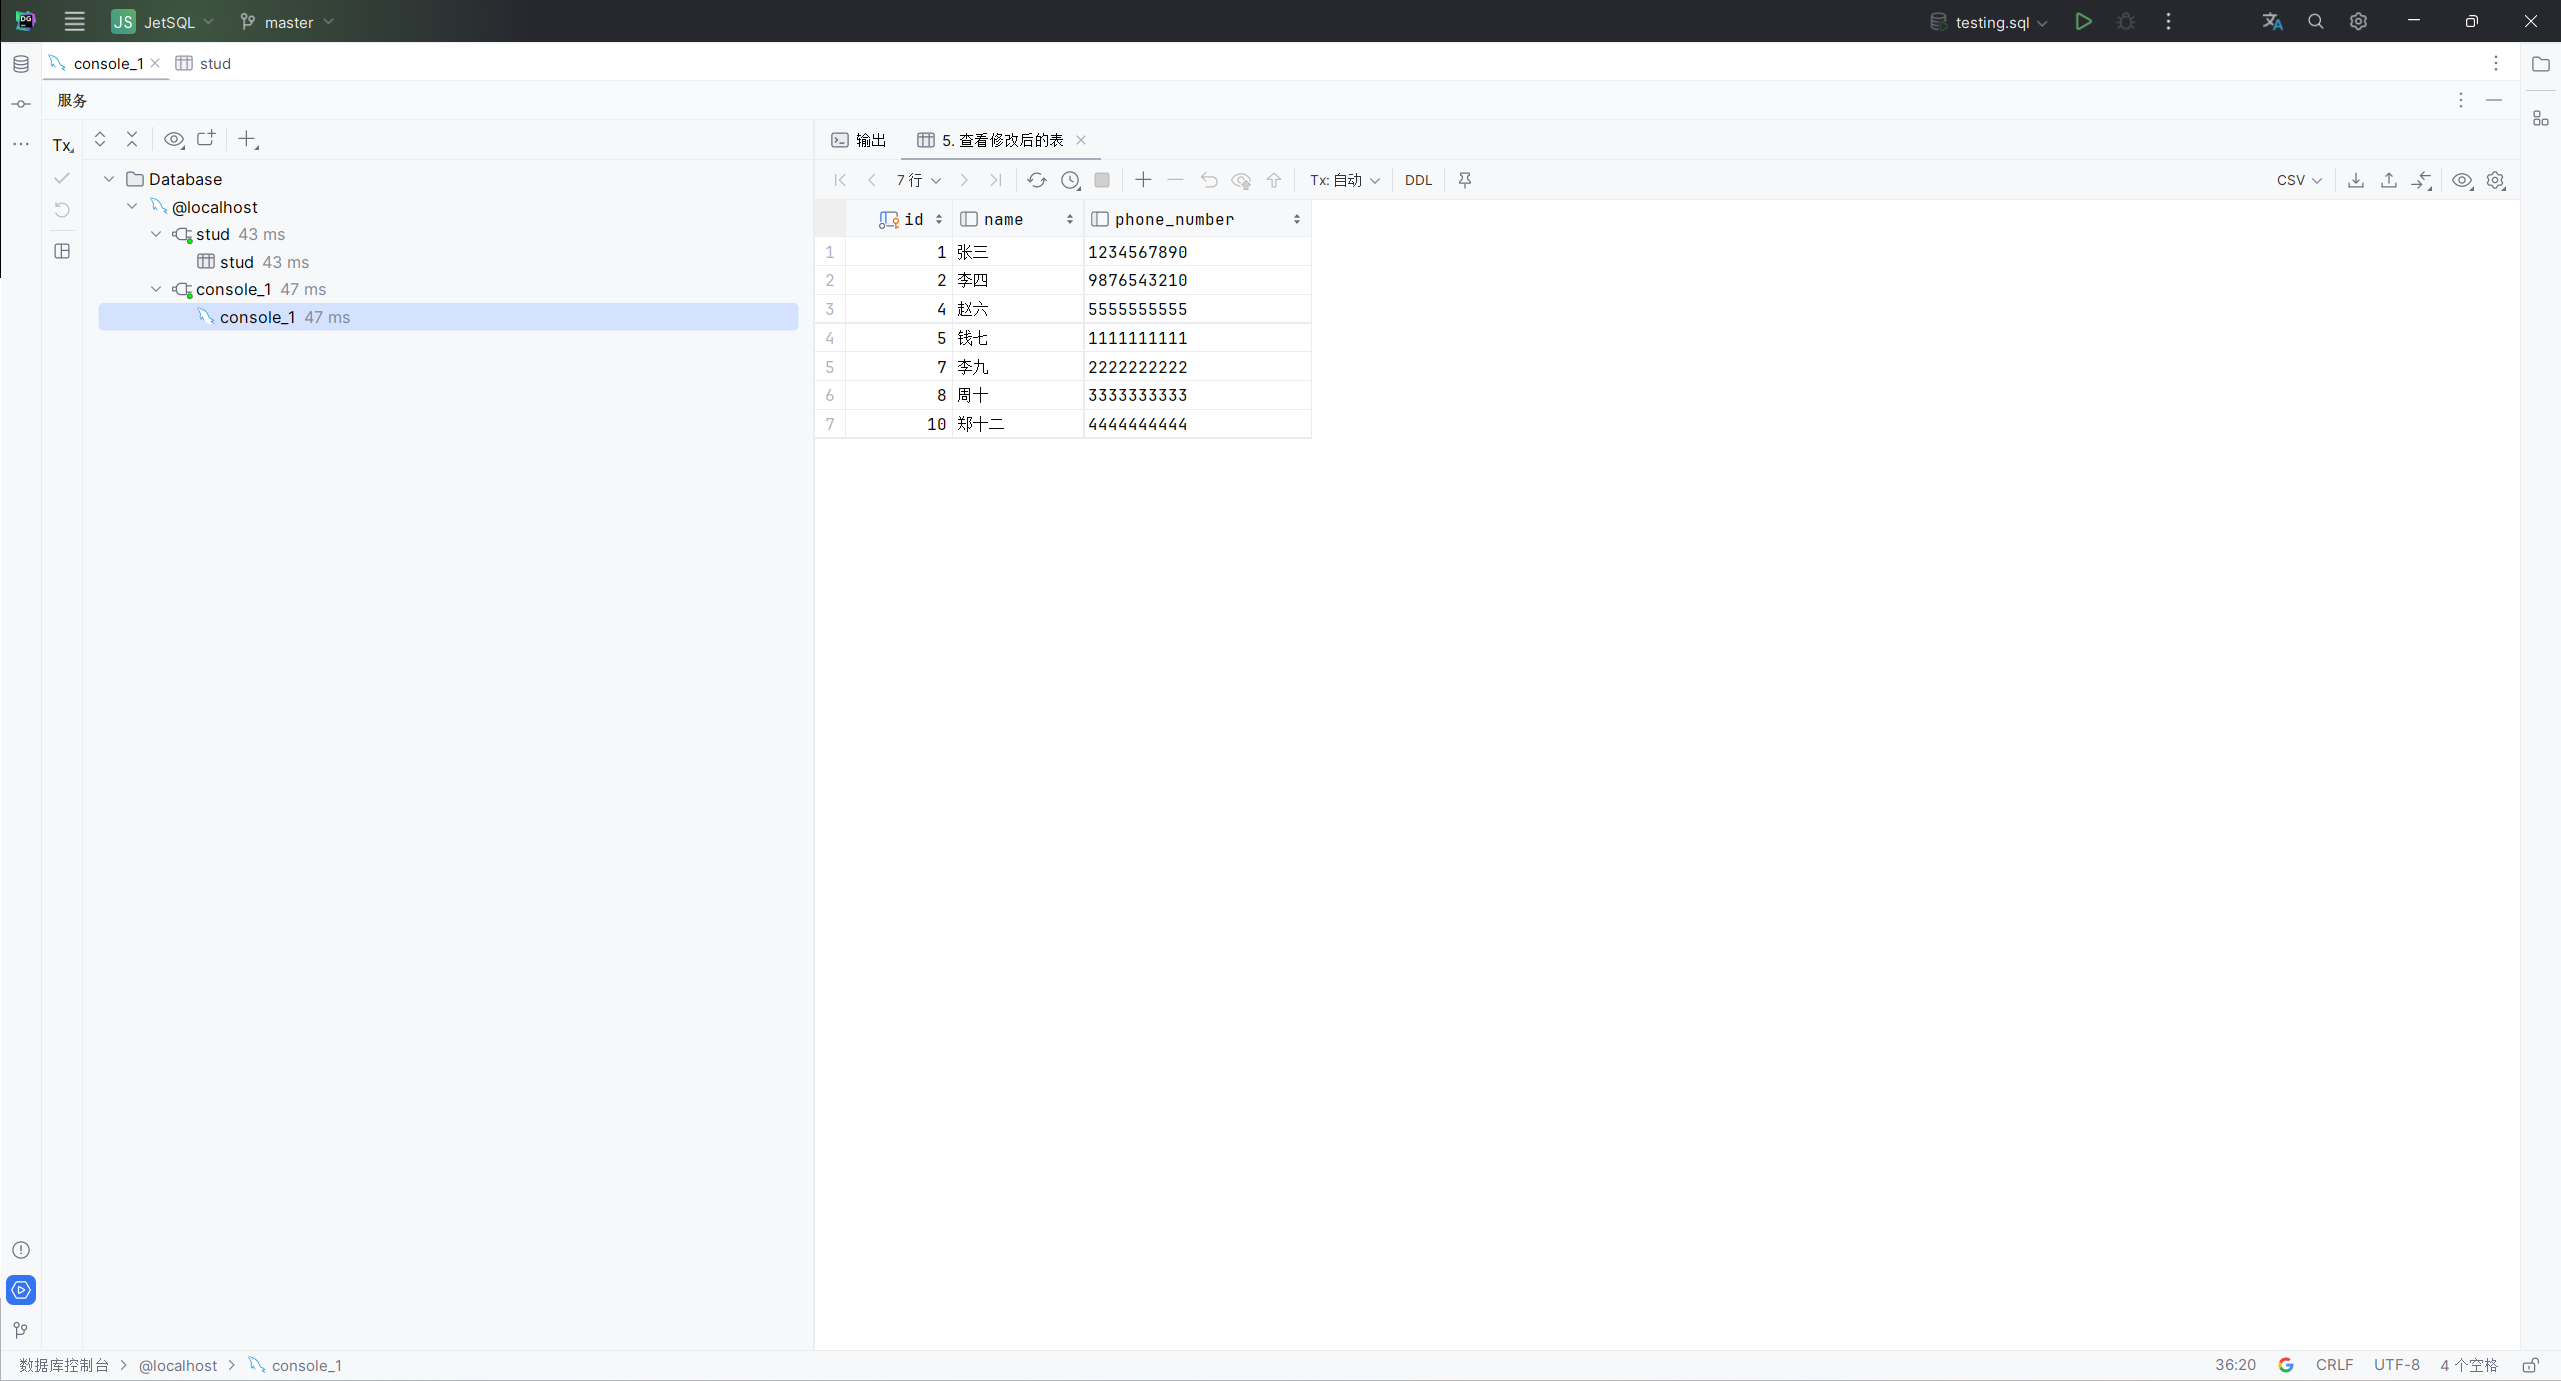 JS JetSQL master testing.sql
console_1 stud
服务
Tx
Database
@localhost
stud 43 ms
stud 43 ms
console_1 47 ms
console_1 47 ms
输出 5. 查看修改后的表
7 行 Tx: 自动 DDL CSV
id name phone_number
1 1 张三 1234567890
2 2 李四 9876543210
3 4 赵六 5555555555
4 5 钱七 1111111111
5 7 李九 2222222222
6 8 周十 3333333333
7 10 郑十二 4444444444
数据库控制台 @localhost console_1 36:20 CRLF UTF-8 4 个空格